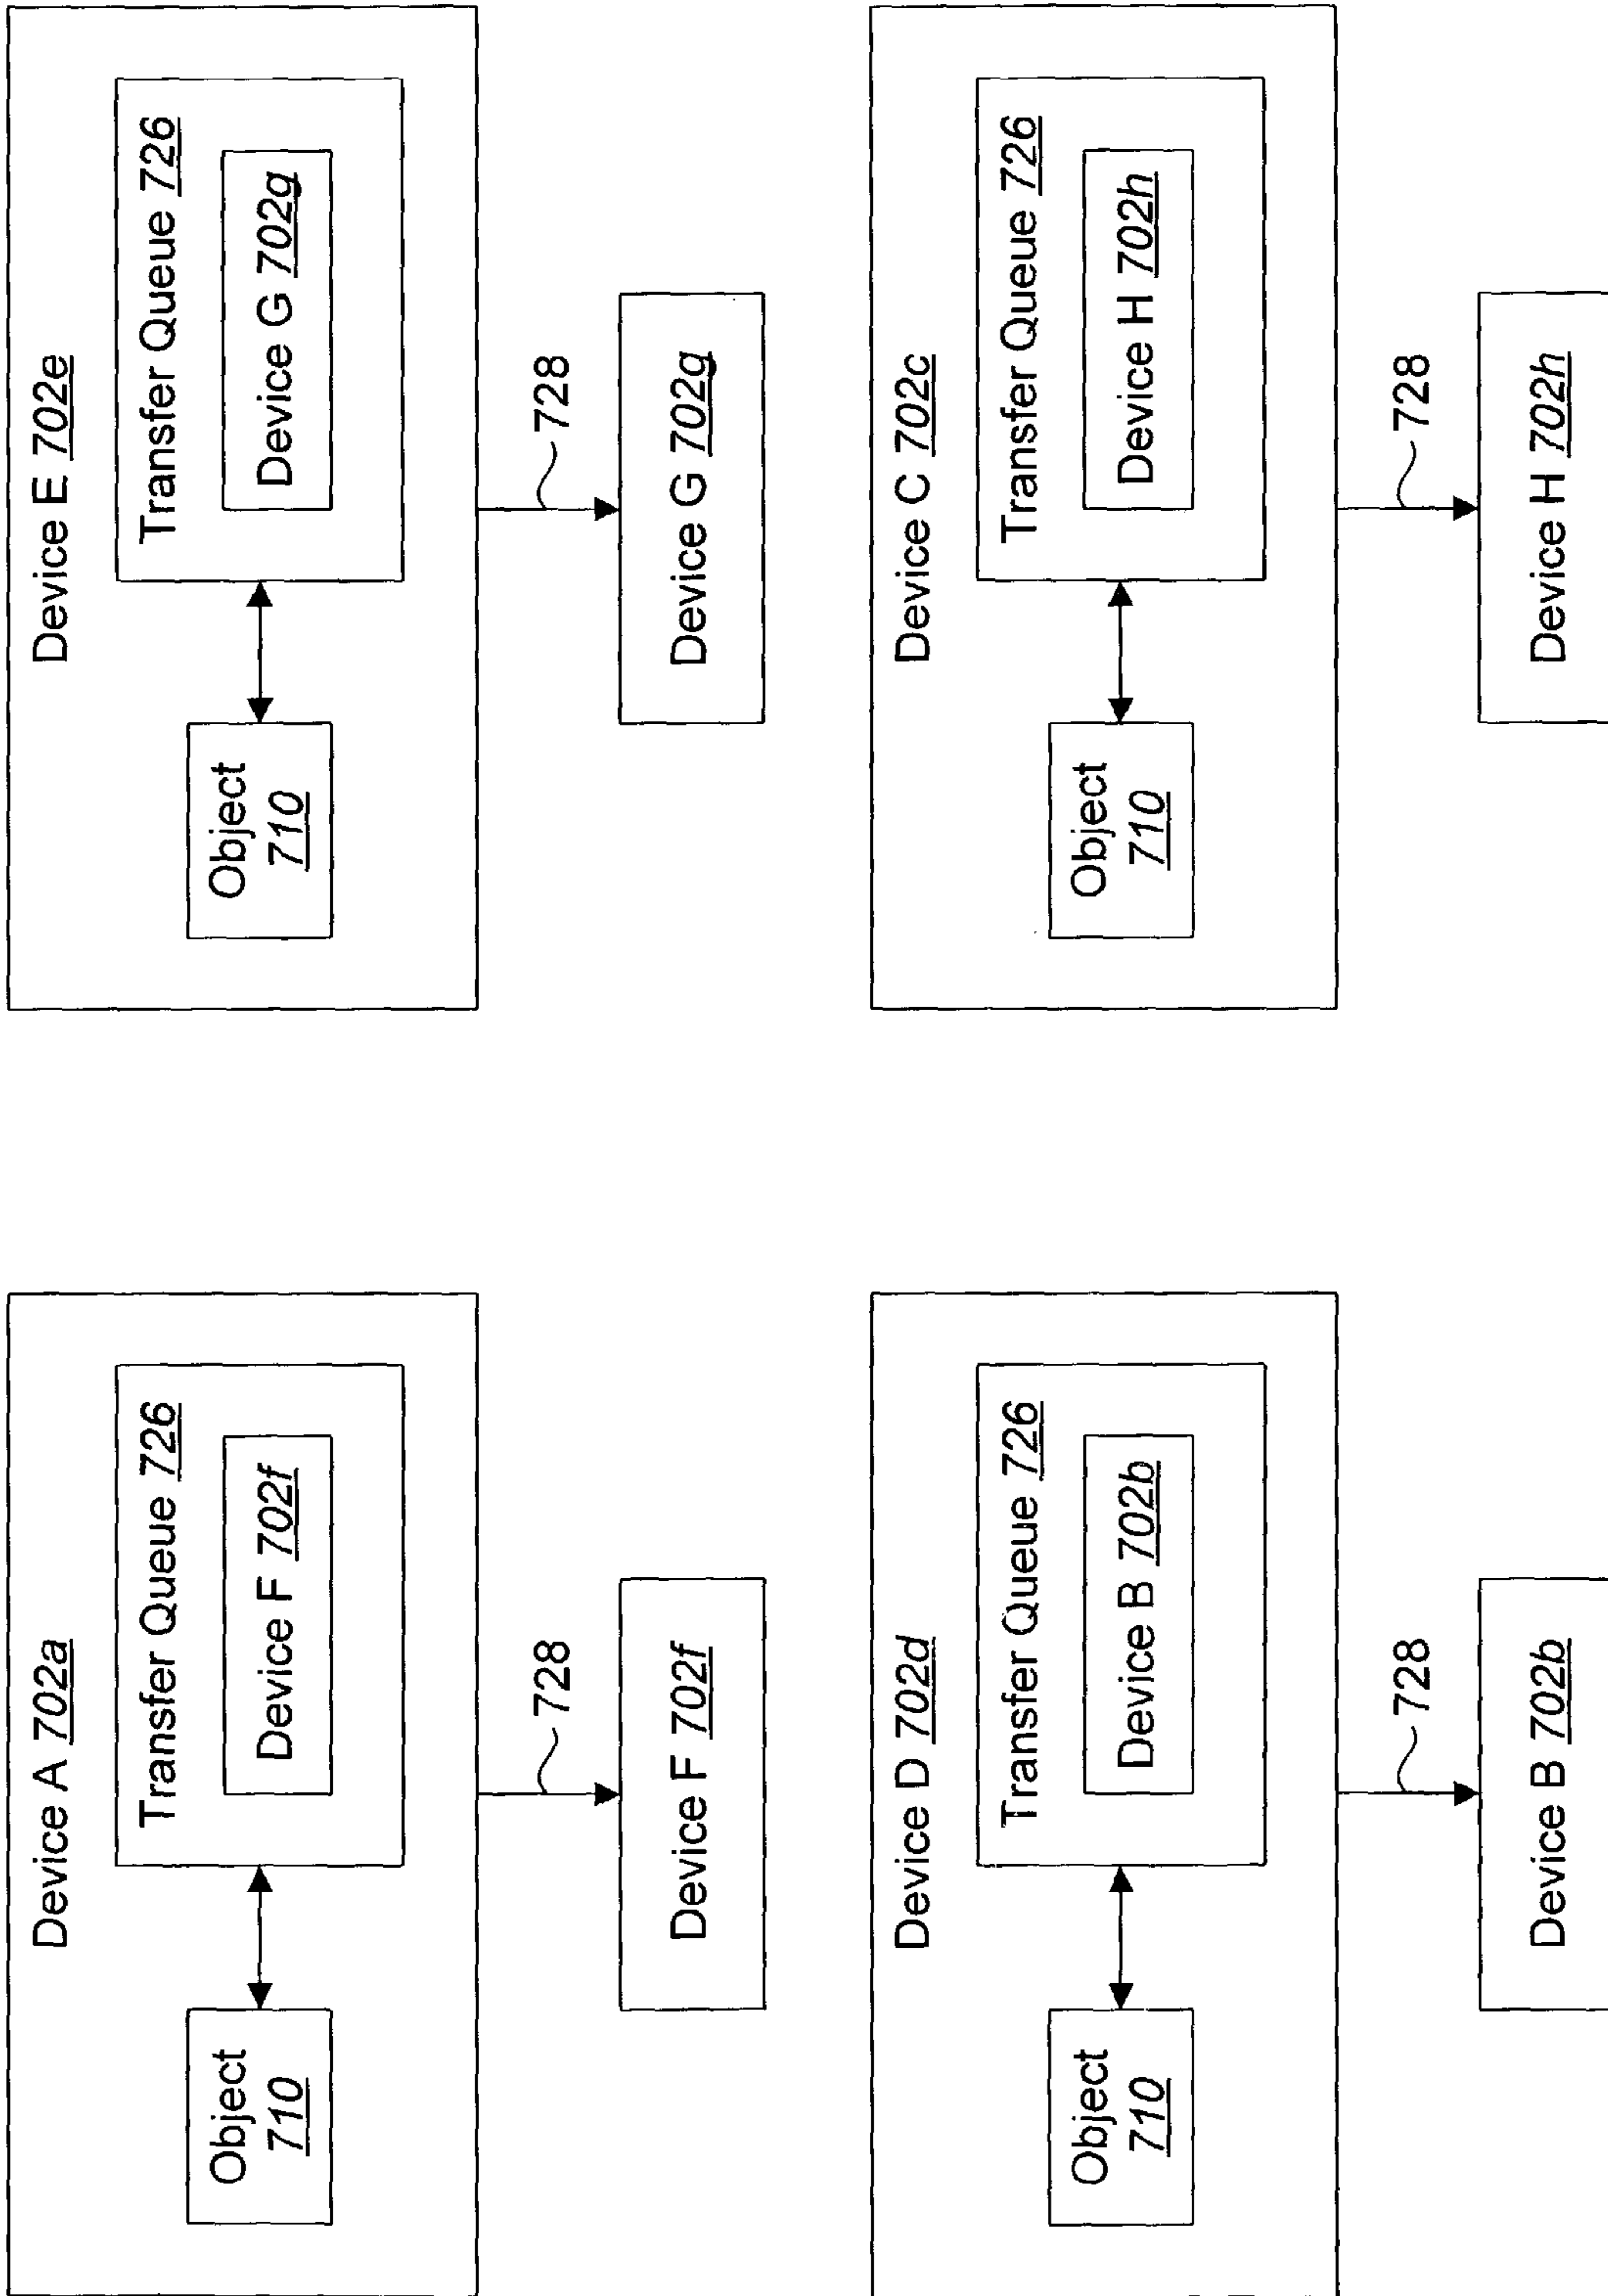 Device A 702a
Transfer Queue 726
Device F 702f
Object
710
728
Device F 702f
Device E 702e
Transfer Queue 726
Device G 702g
Object
710
728
Device G 702g
Device D 702d
Transfer Queue 726
Device B 702b
Object
710
728
Device B 702b
Device C 702c
Transfer Queue 726
Device H 702h
Object
710
728
Device H 702h